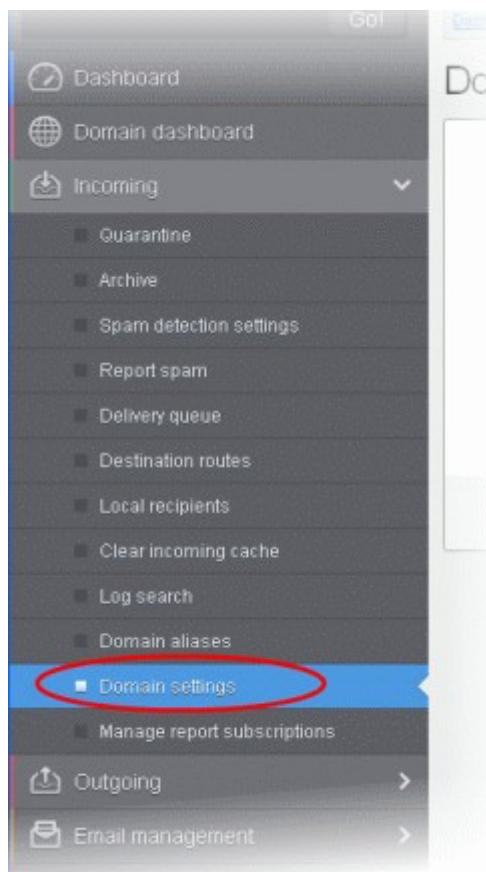 Go!
Dashboard
Do
Domain dashboard
Incoming
Quarantine
Archive
Spam detection settings
Report spam
Delivery queue
Destination routes
Local recipients
Clear incoming cache
Log search
Domain aliases
Domain settings
Manage report subscriptions
Outgoing
Email management